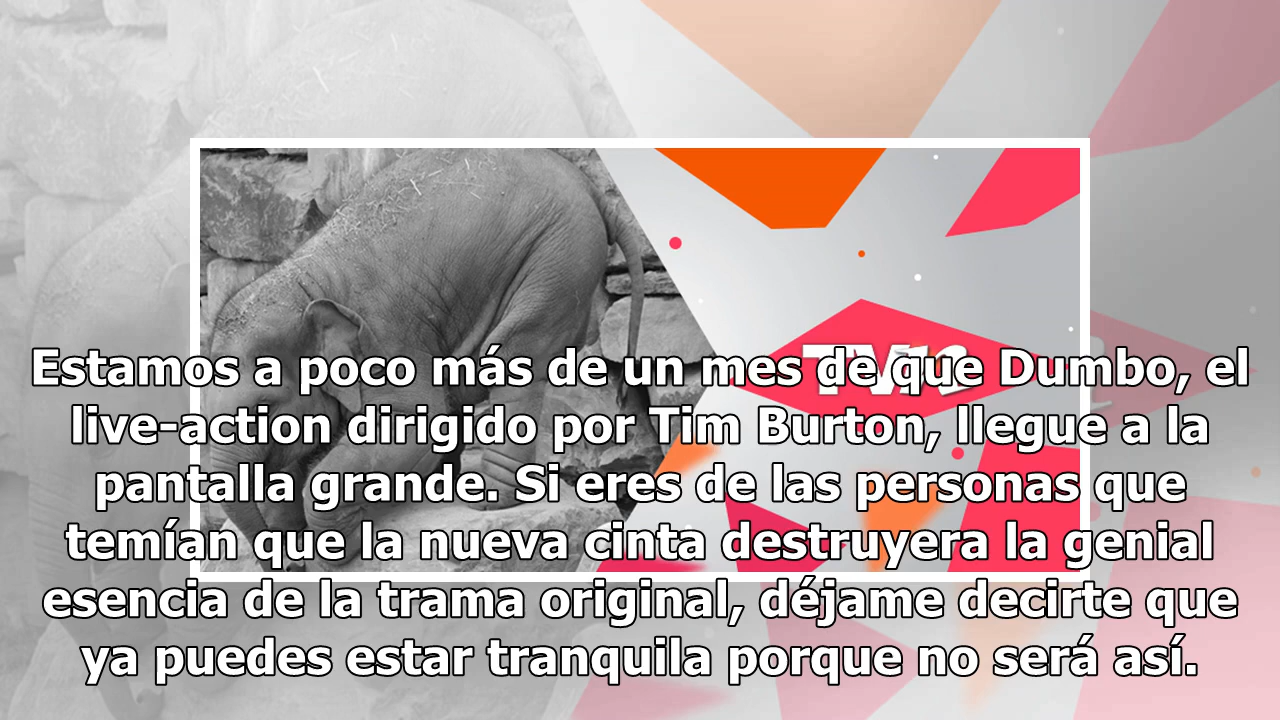 Estamos a poco más de un mes de que Dumbo, el
live-action dirigido por Tim Burton, llegue a la
pantalla grande. Si eres de las personas que
temían que la nueva cinta destruyera la genial
esencia de la trama original, déjame decirte que
ya puedes estar tranquila porque no será así.